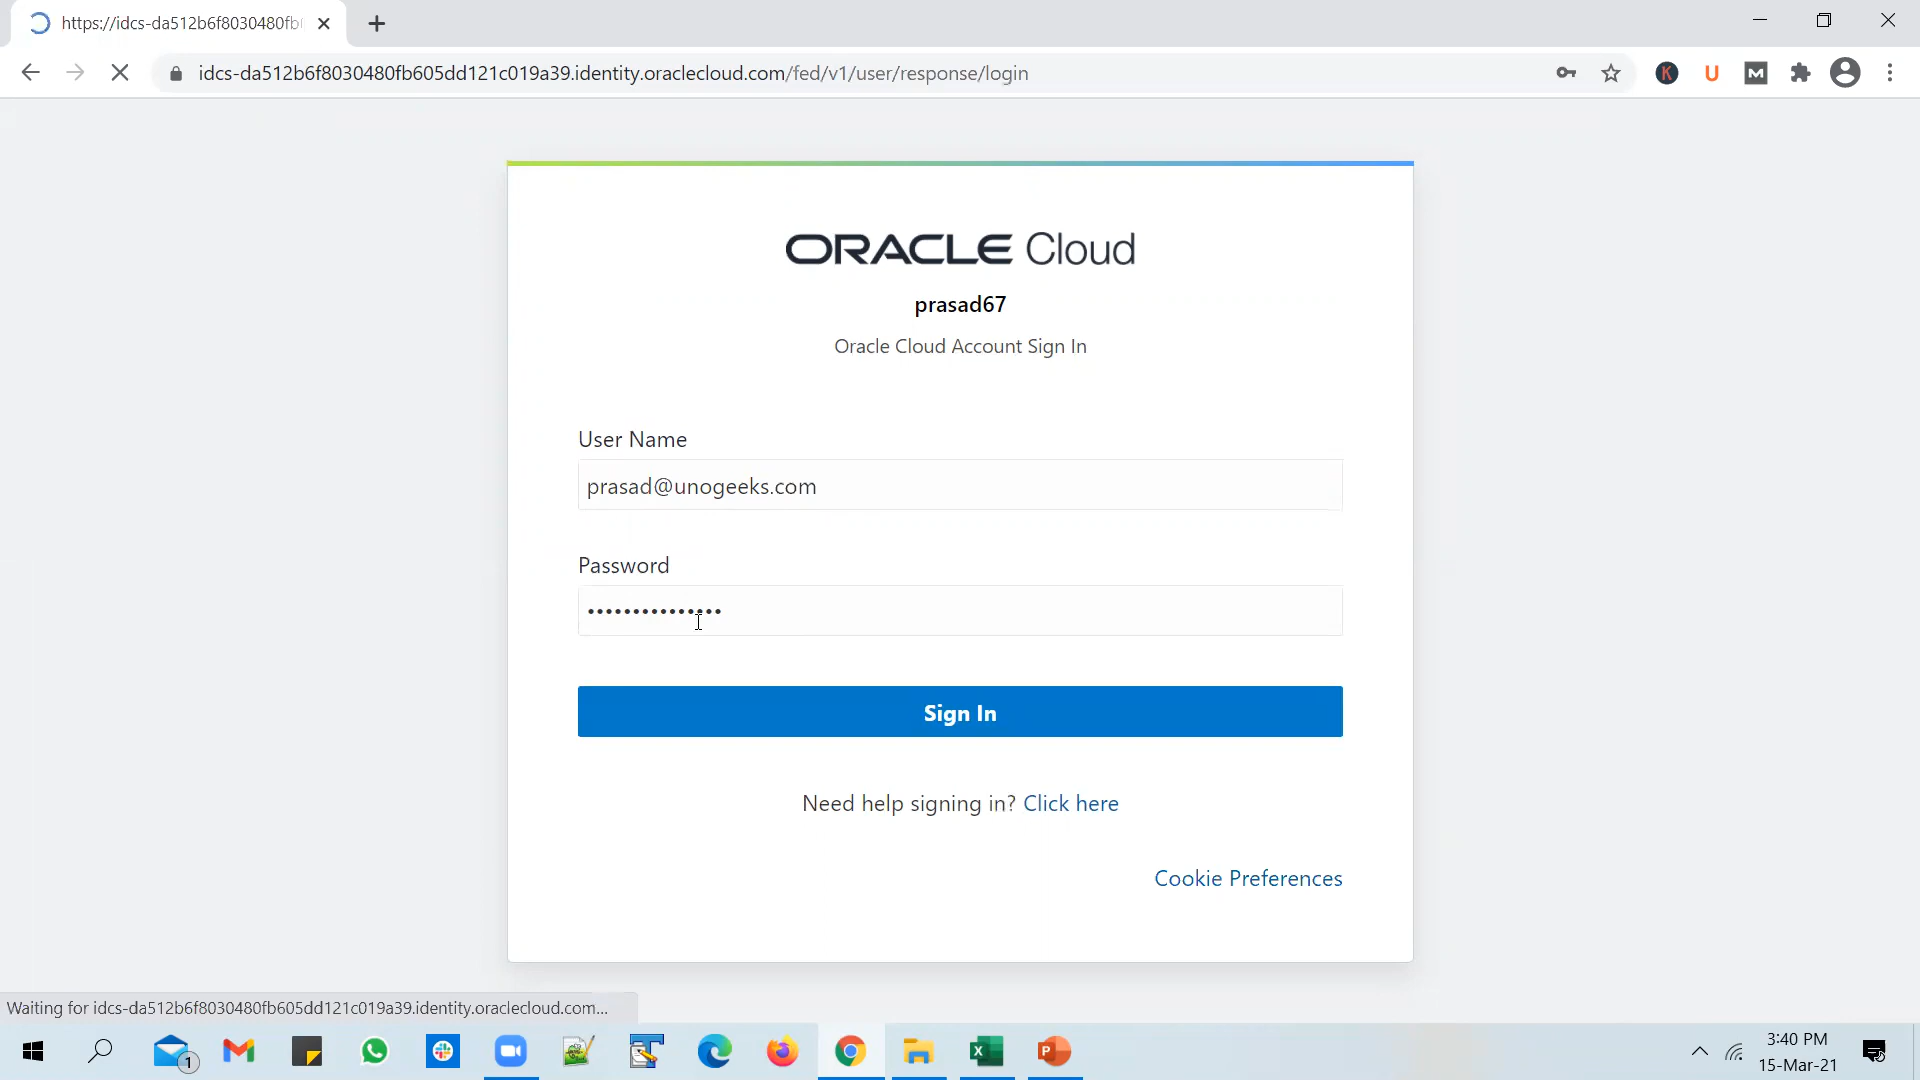 https://idcs-da512b6f8030480fb
idcs-da512b6f8030480fb605dd121c019a39.identity.oraclecloud.com/fed/v1/user/response/login
K
U
M
ORACLE Cloud
prasad67
Oracle Cloud Account Sign In
User Name
prasad@unogeeks.com
Password
Sign In
Need help signing in? Click here
Cookie Preferences
Waiting for idcs-da512b6f8030480fb605dd121c019a39.identity.oraclecloud.com...
1
3:40 PM
15-Mar-21